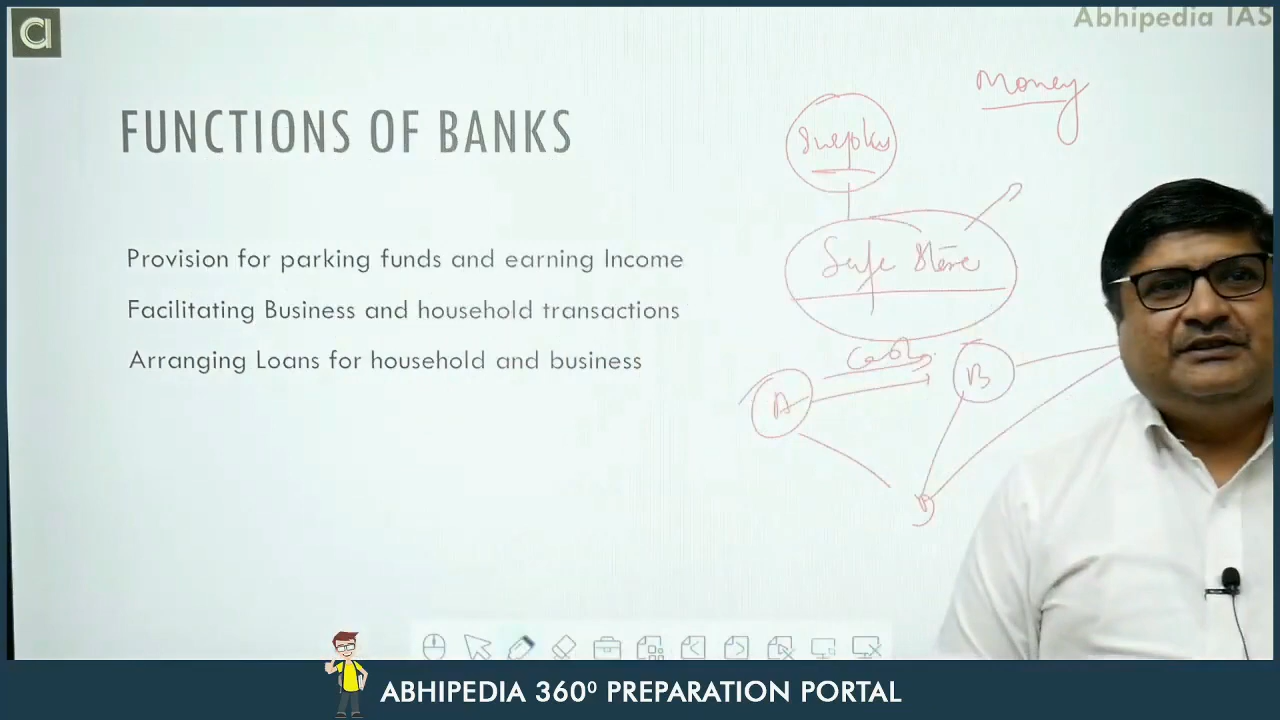 Abhipedia IAS
FUNCTIONS OF BANKS
Money
Provision for parking funds and earning Income
Facilitating Business and household transactions
Arranging Loans for household and business
Safe Store
Cash
A
B
B
ABHIPEDIA 360⁰ PREPARATION PORTAL